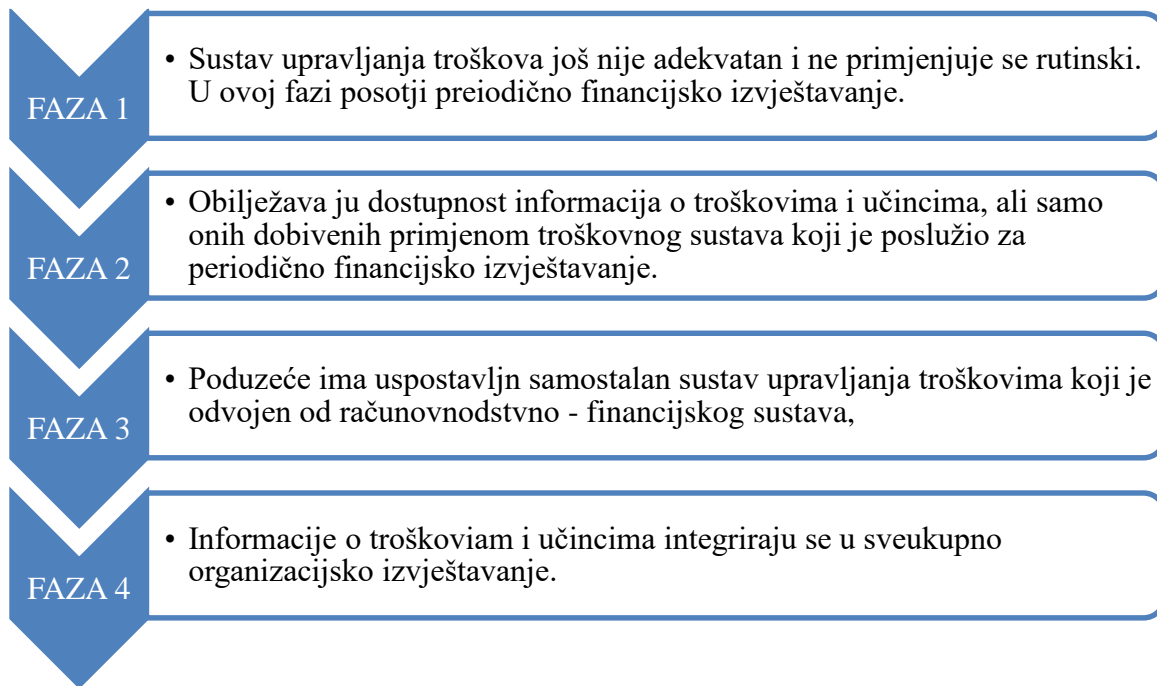 FAZA 1
• Sustav upravljanja troškova još nije adekvatan i ne primjenjuje se rutinski.
U ovoj fazi posotji preiodično financijsko izvještavanje.
FAZA 2
• Obilježava ju dostupnost informacija o troškovima i učincima, ali samo
onih dobivenih primjenom troškovnog sustava koji je poslužio za
periodično financijsko izvještavanje.
FAZA 3
• Poduzeće ima uspostavljn samostalan sustav upravljanja troškovima koji je
odvojen od računovnodstvno - financijskog sustava,
FAZA 4
• Informacije o troškoviam i učincima integriraju se u sveukupno
organizacijsko izvještavanje.